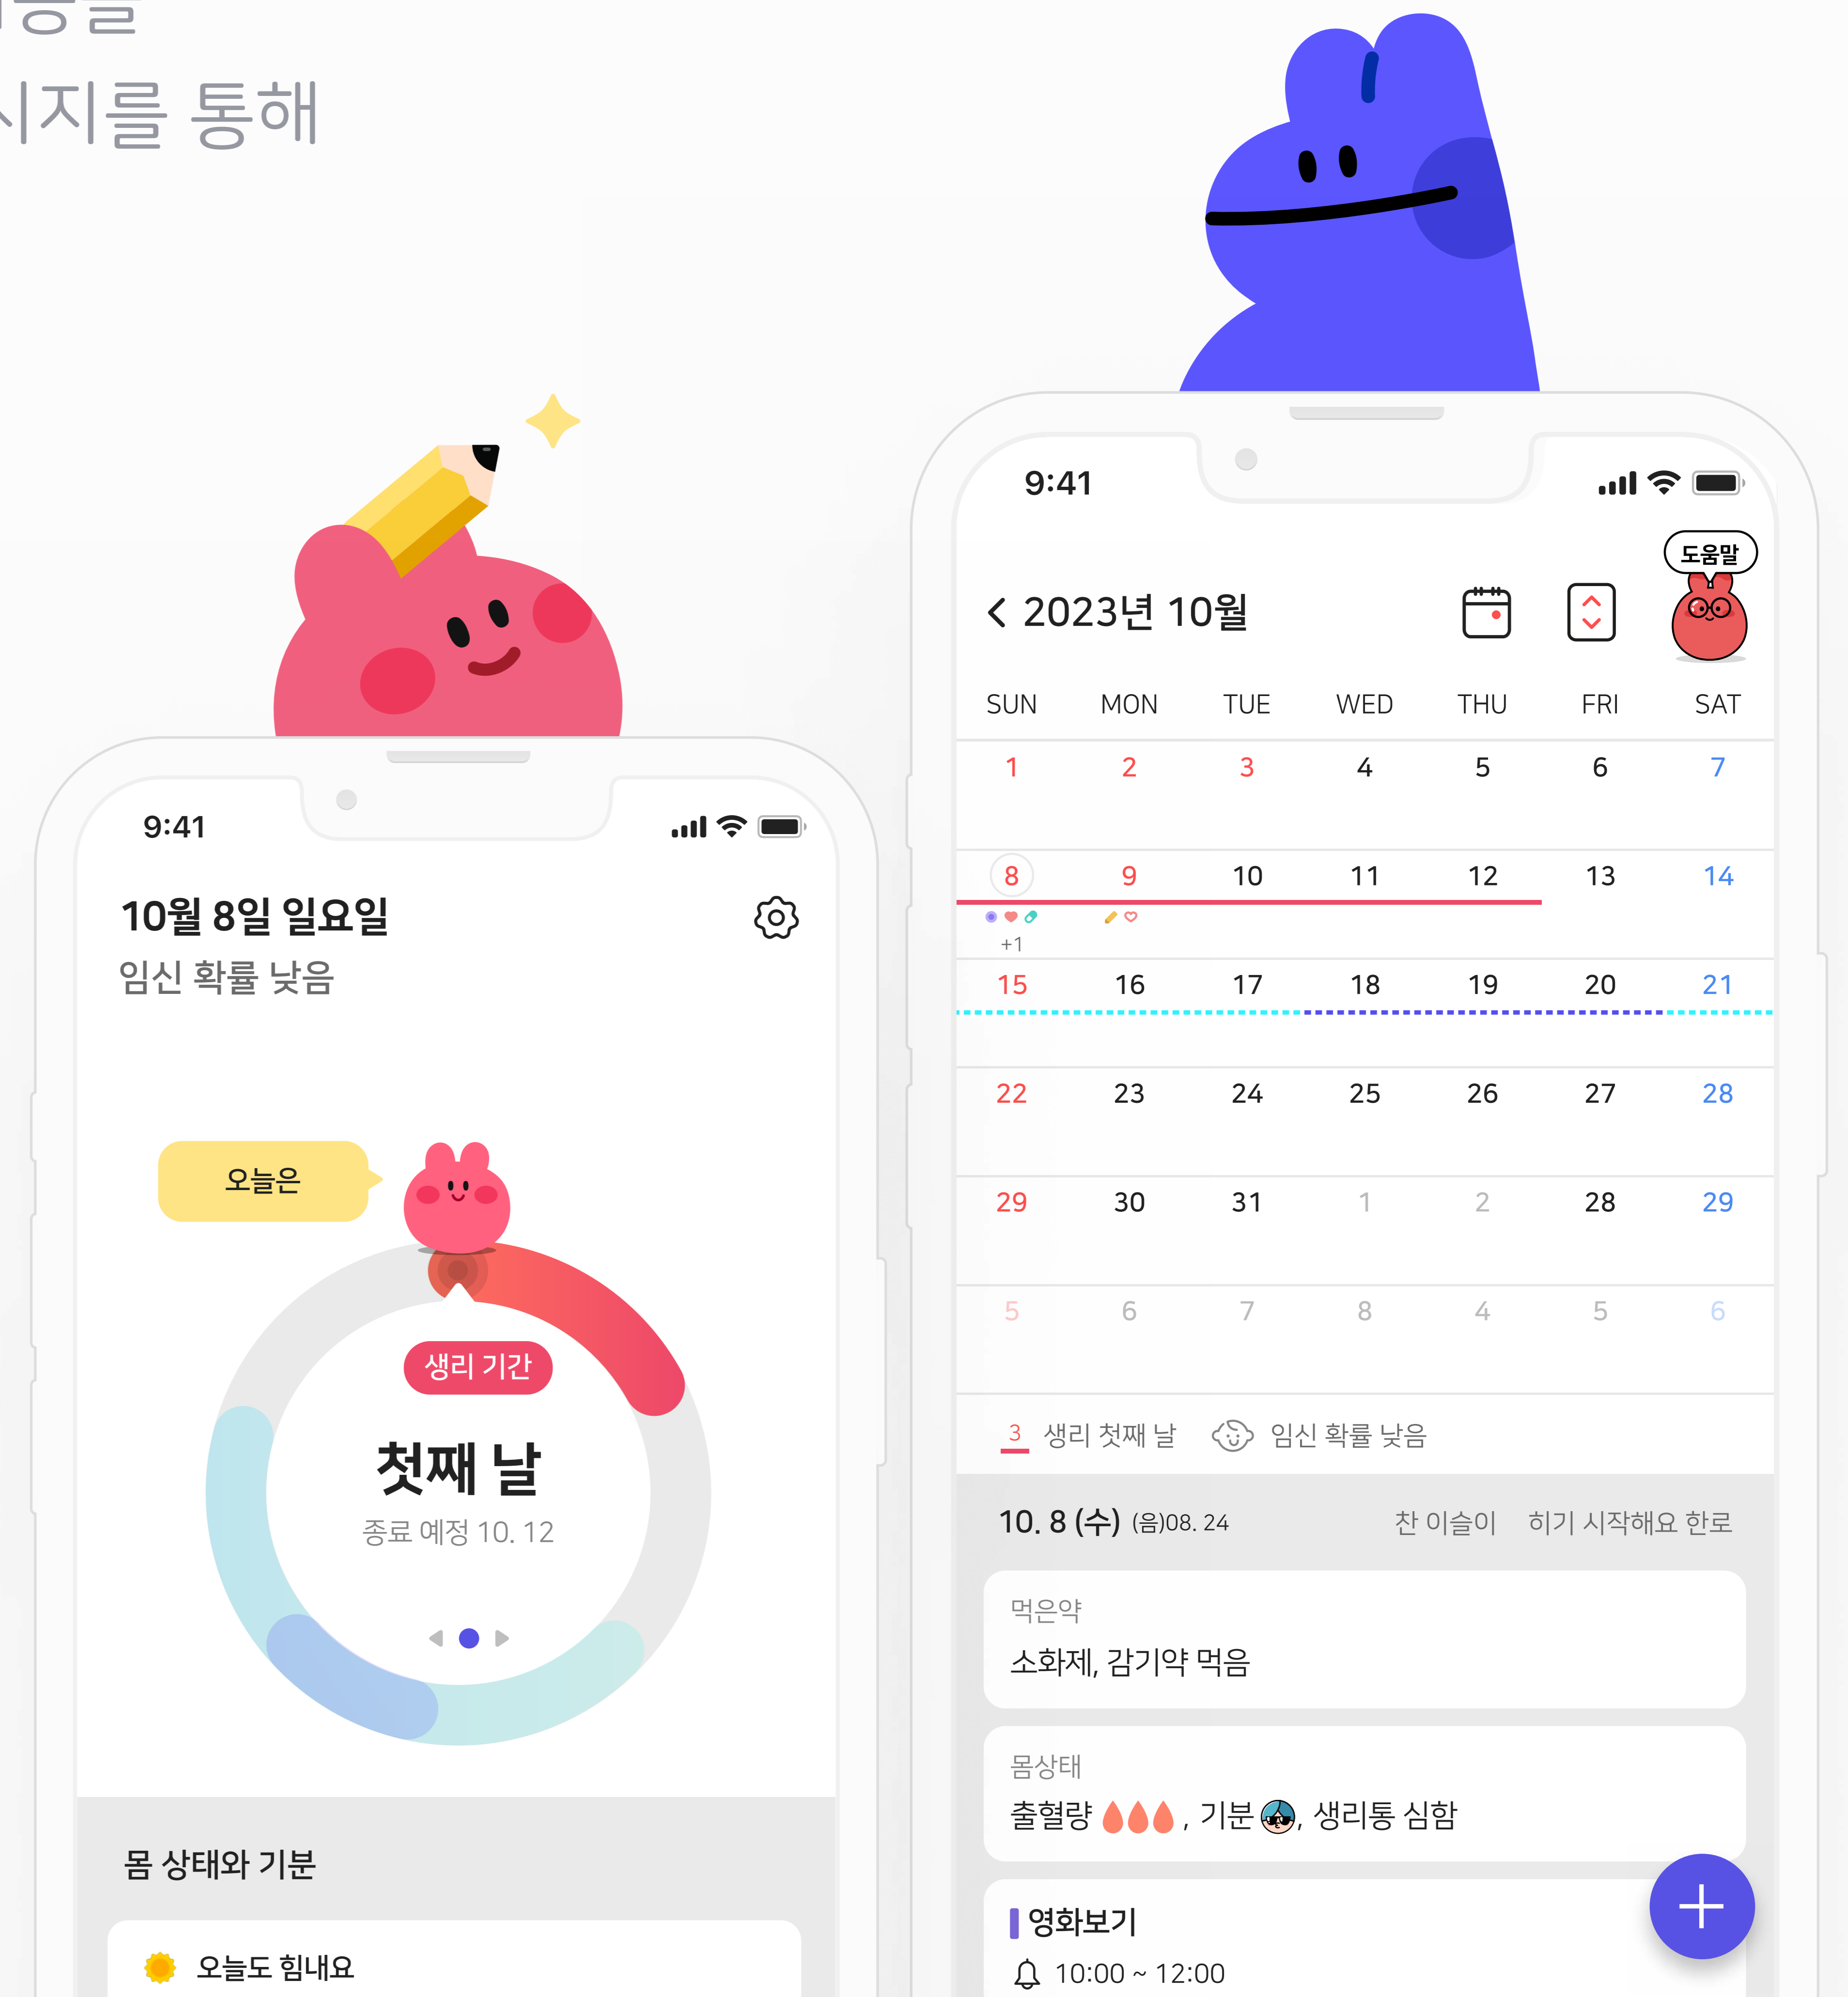 시지를 통해
9:41
10월 8일 일요일
임신 확률 낮음
오늘은
생리 기간
첫째 날
종료 예정 10. 12
몸 상태와 기분
오늘도 힘내요
9:41
도움말
2023년 10월
SUN MON TUE WED THU FRI SAT
1 2 3 4 5 6 7
8 9 10 11 12 13 14
+1
15 16 17 18 19 20 21
22 23 24 25 26 27 28
29 30 31 1 2 28 29
5 6 7 8 4 5 6
3 생리 첫째 날 임신 확률 낮음
10. 8 (수) (음)08. 24 찬 이슬이 히기 시작해요 한로
먹은약
소화제, 감기약 먹음
몸상태
출혈량 , 기분 , 생리통 심함
영화보기
10:00 ~ 12:00